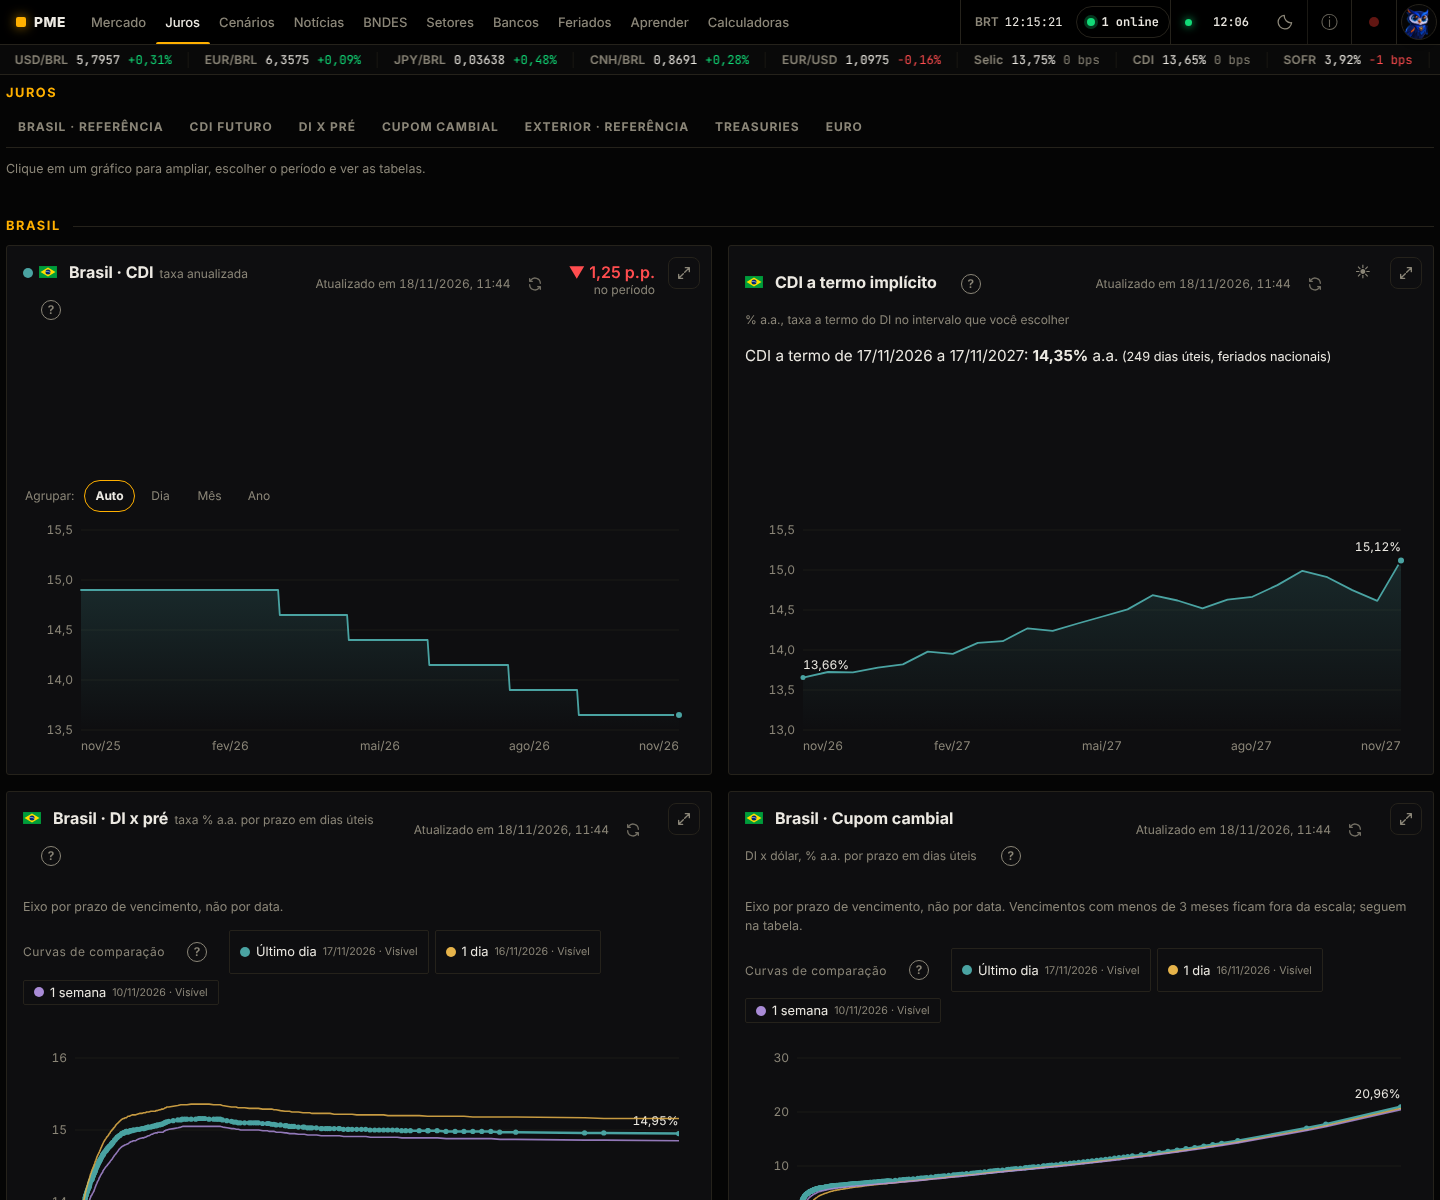 PME Mercado Juros Cenários Notícias BNDES Setores Bancos Feriados Aprender Calculadoras BRT 12:15:21 1 online 12:06
USD/BRL 5,7957 +0,31% EUR/BRL 6,3575 +0,09% JPY/BRL 0,03638 +0,48% CNH/BRL 0,8691 +0,28% EUR/USD 1,0975 -0,16% Selic 13,75% 0 bps CDI 13,65% 0 bps SOFR 3,92% -1 bps
JUROS
BRASIL · REFERÊNCIA CDI FUTURO DI X PRÉ CUPOM CAMBIAL EXTERIOR · REFERÊNCIA TREASURIES EURO
Clique em um gráfico para ampliar, escolher o período e ver as tabelas.
BRASIL
Brasil · CDI taxa anualizada
Atualizado em 18/11/2026, 11:44
▼ 1,25 p.p.
no período
?
Agrupar: Auto Dia Mês Ano
15,5
15,0
14,5
14,0
13,5
nov/25 fev/26 mai/26 ago/26 nov/26
CDI a termo implícito ?
Atualizado em 18/11/2026, 11:44
% a.a., taxa a termo do DI no intervalo que você escolher
CDI a termo de 17/11/2026 a 17/11/2027: 14,35% a.a. (249 dias úteis, feriados nacionais)
15,5
15,12%
15,0
14,5
14,0
13,66%
13,5
13,0
nov/26 fev/27 mai/27 ago/27 nov/27
Brasil · DI x pré taxa % a.a. por prazo em dias úteis
Atualizado em 18/11/2026, 11:44
?
Eixo por prazo de vencimento, não por data.
Curvas de comparação ? Último dia 17/11/2026 · Visível 1 dia 16/11/2026 · Visível
1 semana 10/11/2026 · Visível
16
14,95%
15
14
Brasil · Cupom cambial
Atualizado em 18/11/2026, 11:44
DI x dólar, % a.a. por prazo em dias úteis ?
Eixo por prazo de vencimento, não por data. Vencimentos com menos de 3 meses ficam fora da escala; seguem
na tabela.
Curvas de comparação ? Último dia 17/11/2026 · Visível 1 dia 16/11/2026 · Visível
1 semana 10/11/2026 · Visível
30
20,96%
20
10